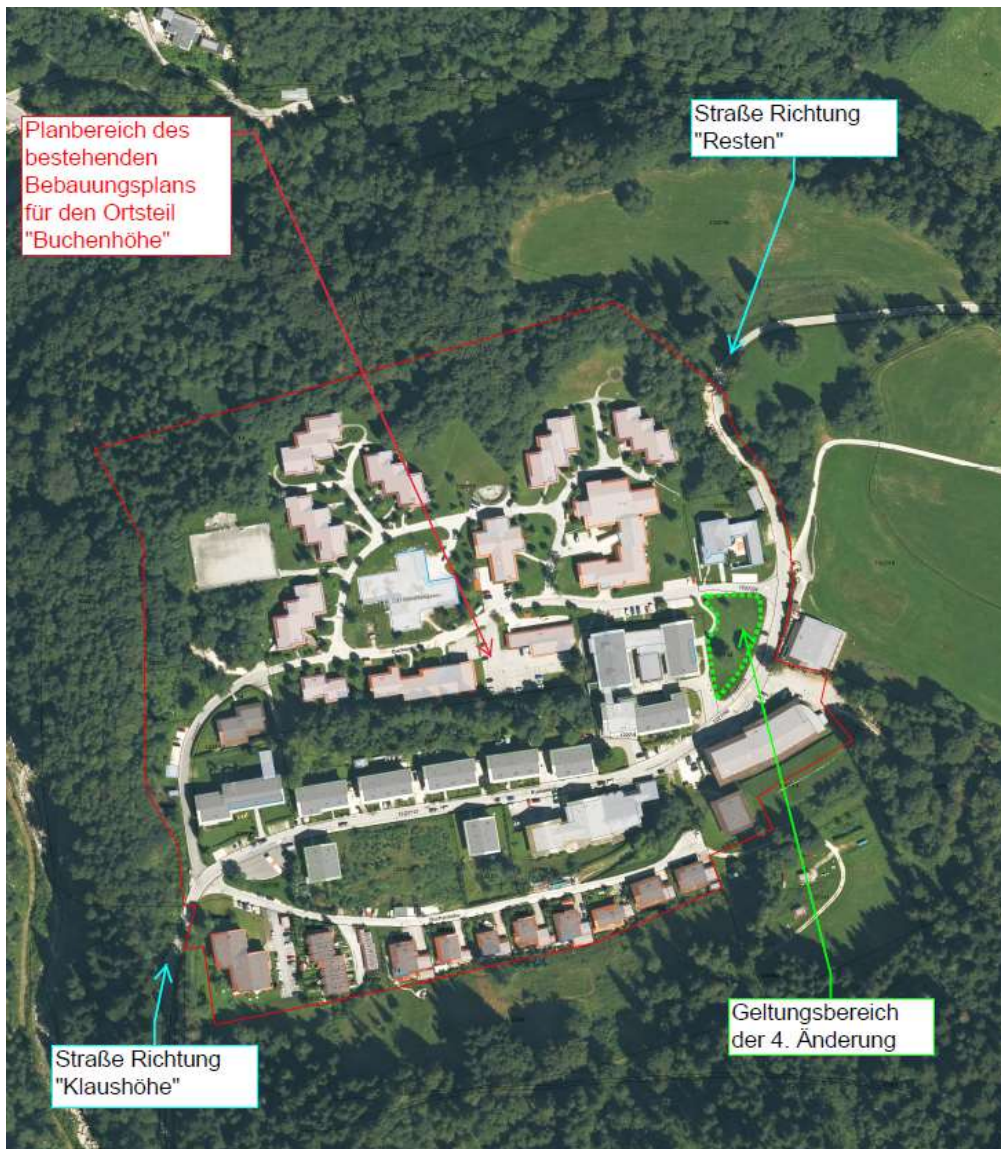 Planbereich des
bestehenden
Bebauungsplans
für den Ortsteil
"Buchenhöhe"
Straße Richtung
"Resten"
Geltungsbereich
der 4. Änderung
Straße Richtung
"Klaushöhe"